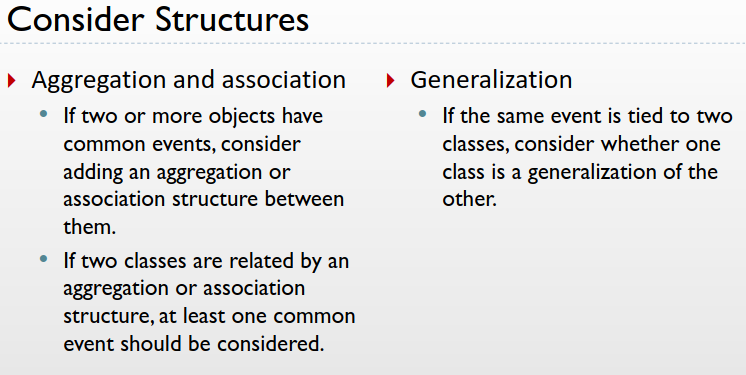 Consider Structures
Aggregation and association
If two or more objects have
common events, consider
adding an aggregation or
association structure between
them.
If two classes are related by an
aggregation or association
structure, at least one common
event should be considered.
Generalization
If the same event is tied to two
classes, consider whether one
class is a generalization of the
other.